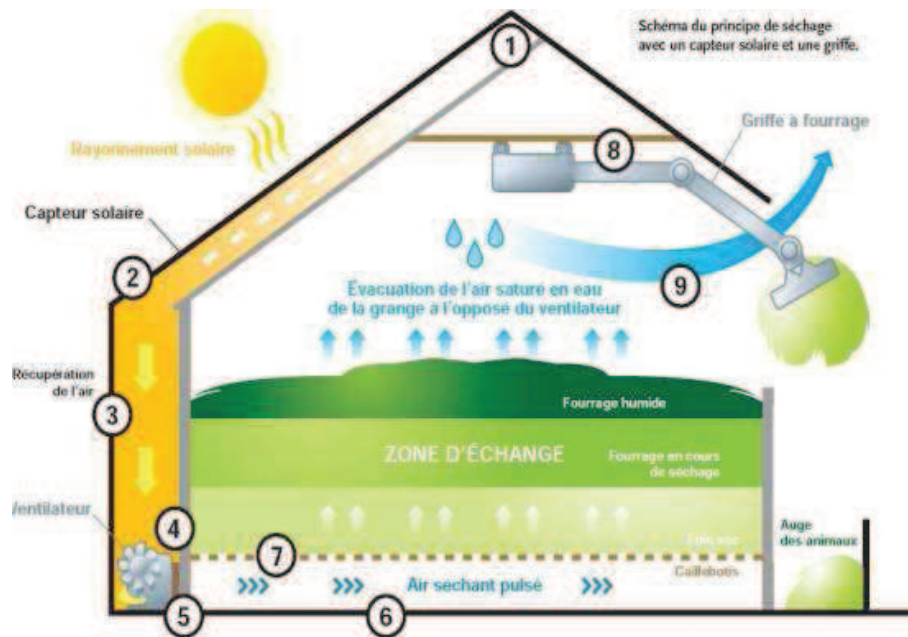 Schéma du principe de séchage
avec un capteur solaire et une griffe.
1
Griffe à fourrage
Rayonnement solaire
8
Capteur solaire
2
9
Évacuation de l'air saturé en eau
de la grange à l'opposé du ventilateur
Récupération
de l'air
3
Fourrage humide
ZONE D'ÉCHANGE
Fourrage en cours
de séchage
Ventilateur
4
7
Foin sec
Caillebotis
Auge
des animaux
Air séchant pulsé
5
6